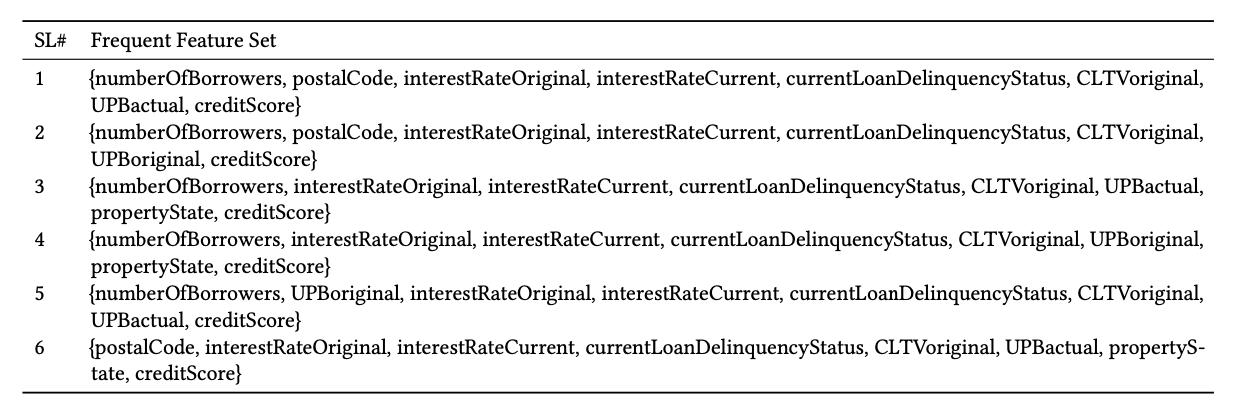 SL# Frequent Feature Set
1 {numberOfBorrowers, postalCode, interestRateOriginal, interestRateCurrent, currentLoanDelinquencyStatus, CLTVoriginal,
UPBactual, creditScore}
2 {numberOfBorrowers, postalCode, interestRateOriginal, interestRateCurrent, currentLoanDelinquencyStatus, CLTVoriginal,
UPBoriginal, creditScore}
3 {numberOfBorrowers, interestRateOriginal, interestRateCurrent, currentLoanDelinquencyStatus, CLTVoriginal, UPBactual,
propertyState, creditScore}
4 {numberOfBorrowers, interestRateOriginal, interestRateCurrent, currentLoanDelinquencyStatus, CLTVoriginal, UPBoriginal,
propertyState, creditScore}
5 {numberOfBorrowers, UPBoriginal, interestRateOriginal, interestRateCurrent, currentLoanDelinquencyStatus, CLTVoriginal,
UPBactual, creditScore}
6 {postalCode, interestRateOriginal, interestRateCurrent, currentLoanDelinquencyStatus, CLTVoriginal, UPBactual, propertyS-
tate, creditScore}